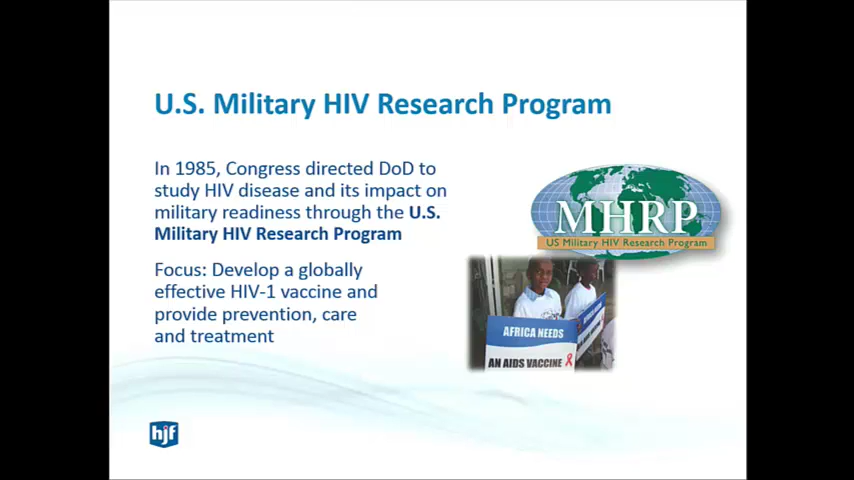 U.S. Military HIV Research Program
In 1985, Congress directed DoD to
study HIV disease and its impact on
military readiness through the U.S.
Military HIV Research Program
Focus: Develop a globally
effective HIV-1 vaccine and
provide prevention, care
and treatment
MHRP
US Military HIV Research Program
AFRICA NEEDS
AN AIDS VACCINE
hjf